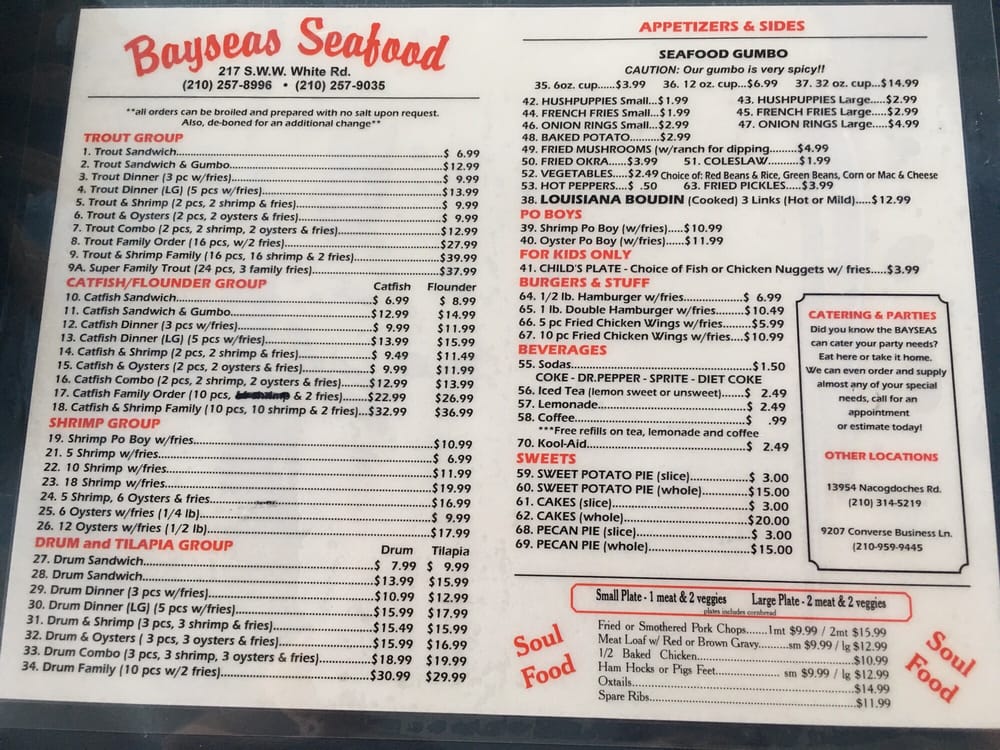 Bayseas Seafood
217 S.W.W. White Rd.
(210) 257-8996 • (210) 257-9035
**all orders can be broiled and prepared with no salt upon request.
Also, de-boned for an additional change**
TROUT GROUP
1. Trout Sandwich $ 6.99
2. Trout Sandwich & Gumbo $12.99
3. Trout Dinner (3 pc w/fries) $ 9.99
4. Trout Dinner (LG) (5 pcs w/fries) $13.99
5. Trout & Shrimp (2 pcs, 2 shrimp & fries) $ 9.99
6. Trout & Oysters (2 pcs, 2 oysters & fries) $ 9.99
7. Trout Combo (2 pcs, 2 shrimp, 2 oysters & fries) $12.99
8. Trout Family Order (16 pcs, w/2 fries) $27.99
9. Trout & Shrimp Family (16 pcs, 16 shrimp & 2 fries) $39.99
9A. Super Family Trout (24 pcs, 3 family fries) $37.99
CATFISH/FLOUNDER GROUP Catfish Flounder
10. Catfish Sandwich $ 6.99 $ 8.99
11. Catfish Sandwich & Gumbo $12.99 $14.99
12. Catfish Dinner (3 pcs w/fries) $ 9.99 $11.99
13. Catfish Dinner (LG) (5 pcs w/fries) $13.99 $15.99
14. Catfish & Shrimp (2 pcs, 2 shrimp & fries) $ 9.49 $11.49
15. Catfish & Oysters (2 pcs, 2 oysters & fries) $ 9.99 $11.99
16. Catfish Combo (2 pcs, 2 shrimp, 2 oysters & fries) $12.99 $13.99
17. Catfish Family Order (10 pcs, & 2 fries) $22.99 $26.99
18. Catfish & Shrimp Family (10 pcs, 10 shrimp & 2 fries) $32.99 $36.99
SHRIMP GROUP
19. Shrimp Po Boy w/fries $10.99
21. 5 Shrimp w/fries $ 6.99
22. 10 Shrimp w/fries $11.99
23. 18 Shrimp w/fries $19.99
24. 5 Shrimp, 6 Oysters & fries $16.99
25. 6 Oysters w/fries (1/4 lb) $ 9.99
26. 12 Oysters w/fries (1/2 lb) $17.99
DRUM and TILAPIA GROUP Drum Tilapia
27. Drum Sandwich $ 7.99 $ 9.99
28. Drum Sandwich $13.99 $15.99
29. Drum Dinner (3 pcs w/fries) $10.99 $12.99
30. Drum Dinner (LG) (5 pcs w/fries) $15.99 $17.99
31. Drum & Shrimp (3 pcs, 3 shrimp & fries) $15.49 $15.99
32. Drum & Oysters ( 3 pcs, 3 oysters & fries) $15.99 $16.99
33. Drum Combo (3 pcs, 3 shrimp, 3 oysters & fries) $18.99 $19.99
34. Drum Family (10 pcs w/2 fries) $30.99 $29.99
APPETIZERS & SIDES
SEAFOOD GUMBO
CAUTION: Our gumbo is very spicy!!
35. 6oz. cup......$3.99 36. 12 oz. cup...$6.99 37. 32 oz. cup...$14.99
42. HUSHPUPPIES Small...$1.99 43. HUSHPUPPIES Large.....$2.99
44. FRENCH FRIES Small...$1.99 45. FRENCH FRIES Large.....$2.99
46. ONION RINGS Small...$2.99 47. ONION RINGS Large.....$4.99
48. BAKED POTATO.........$2.99
49. FRIED MUSHROOMS (w/ranch for dipping.........$4.99
50. FRIED OKRA.....$3.99 51. COLESLAW.........$1.99
52. VEGETABLES.....$2.49 Choice of: Red Beans & Rice, Green Beans, Corn or Mac & Cheese
53. HOT PEPPERS....$ .50 63. FRIED PICKLES.....$3.99
38. LOUISIANA BOUDIN (Cooked) 3 Links (Hot or Mild).....$12.99
PO BOYS
39. Shrimp Po Boy (w/fries).....$10.99
40. Oyster Po Boy (w/fries).....$11.99
FOR KIDS ONLY
41. CHILD'S PLATE - Choice of Fish or Chicken Nuggets w/ fries.....$3.99
BURGERS & STUFF
64. 1/2 lb. Hamburger w/fries $ 6.99
65. 1 lb. Double Hamburger w/fries $10.49
66. 5 pc Fried Chicken Wings w/fries $5.99
67. 10 pc Fried Chicken Wings w/fries $10.99
BEVERAGES
55. Sodas $1.50
COKE - DR.PEPPER - SPRITE - DIET COKE
56. Iced Tea (lemon sweet or unsweet) $ 2.49
57. Lemonade $ 2.49
58. Coffee $ .99
***Free refills on tea, lemonade and coffee
70. Kool-Aid $ 2.49
SWEETS
59. SWEET POTATO PIE (slice) $ 3.00
60. SWEET POTATO PIE (whole) $15.00
61. CAKES (slice) $ 3.00
62. CAKES (whole) $20.00
68. PECAN PIE (slice) $ 3.00
69. PECAN PIE (whole) $15.00
CATERING & PARTIES
Did you know the BAYSEAS
can cater your party needs?
Eat here or take it home.
We can even order and supply
almost any of your special
needs, call for an
appointment
or estimate today!
OTHER LOCATIONS
13954 Nacogdoches Rd.
(210) 314-5219
9207 Converse Business Ln.
(210-959-9445
Small Plate - 1 meat & 2 veggies Large Plate - 2 meat & 2 veggies
plates includes cornbread
Soul Food
Fried or Smothered Pork Chops.......1mt $9.99 / 2mt $15.99
Meat Loaf w/ Red or Brown Gravy.........sm $9.99 / lg $12.99
1/2 Baked Chicken $10.99
Ham Hocks or Pigs Feet sm $9.99 / lg $12.99
Oxtails $14.99
Spare Ribs $11.99
Soul Food